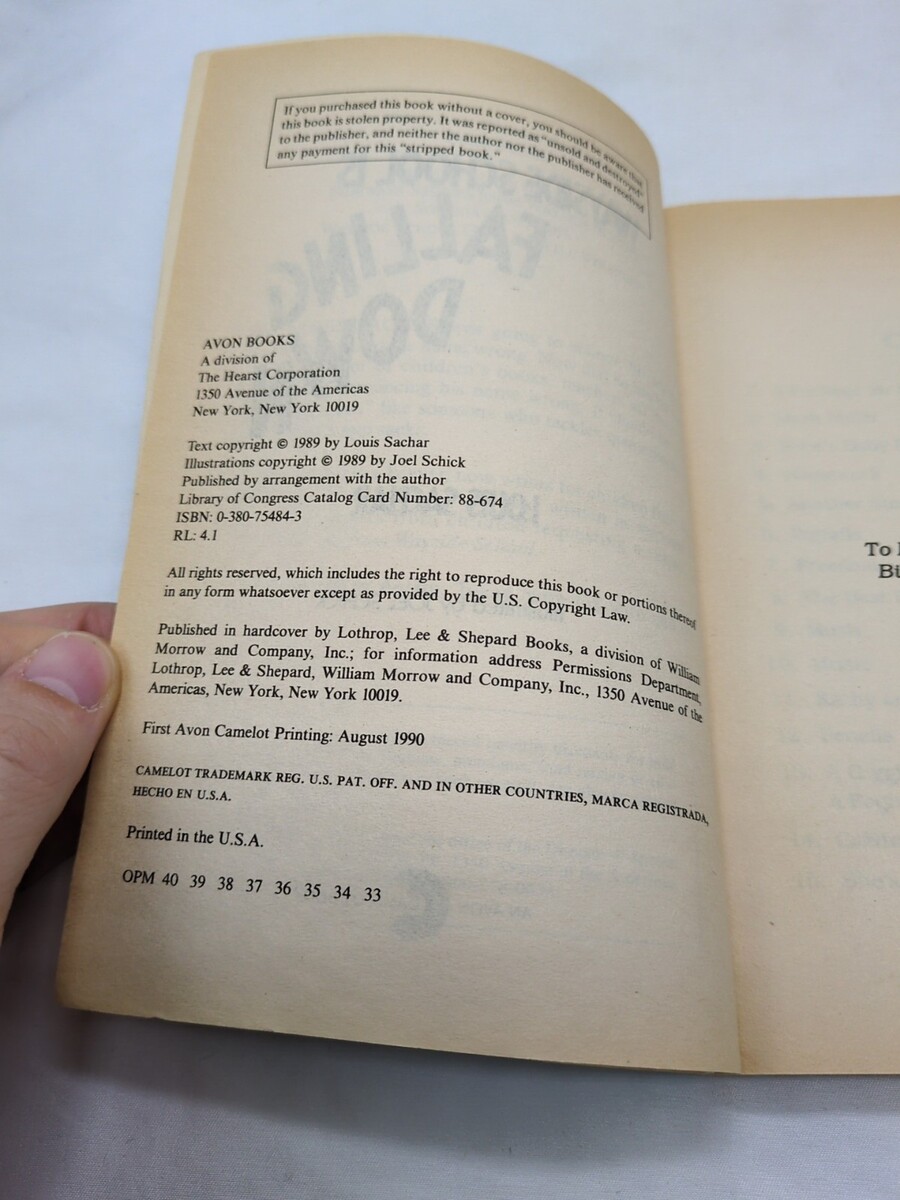 If you purchased this book without a cover, you should be aware that
this book is stolen property. It was reported as "unsold and destroyed"
to the publisher, and neither the author nor the publisher has received
any payment for this "stripped book."
AVON BOOKS
A division of
The Hearst Corporation
1350 Avenue of the Americas
New York, New York 10019
Text copyright © 1989 by Louis Sachar
Illustrations copyright © 1989 by Joel Schick
Published by arrangement with the author
Library of Congress Catalog Card Number: 88-674
ISBN: 0-380-75484-3
RL: 4.1
All rights reserved, which includes the right to reproduce this book or portions thereof
in any form whatsoever except as provided by the U.S. Copyright Law.
Published in hardcover by Lothrop, Lee & Shepard Books, a division of William
Morrow and Company, Inc.; for information address Permissions Department,
Lothrop, Lee & Shepard, William Morrow and Company, Inc., 1350 Avenue of the
Americas, New York, New York 10019.
First Avon Camelot Printing: August 1990
CAMELOT TRADEMARK REG. U.S. PAT. OFF. AND IN OTHER COUNTRIES, MARCA REGISTRADA,
HECHO EN U.S.A.
Printed in the U.S.A.
OPM 40 39 38 37 36 35 34 33
To